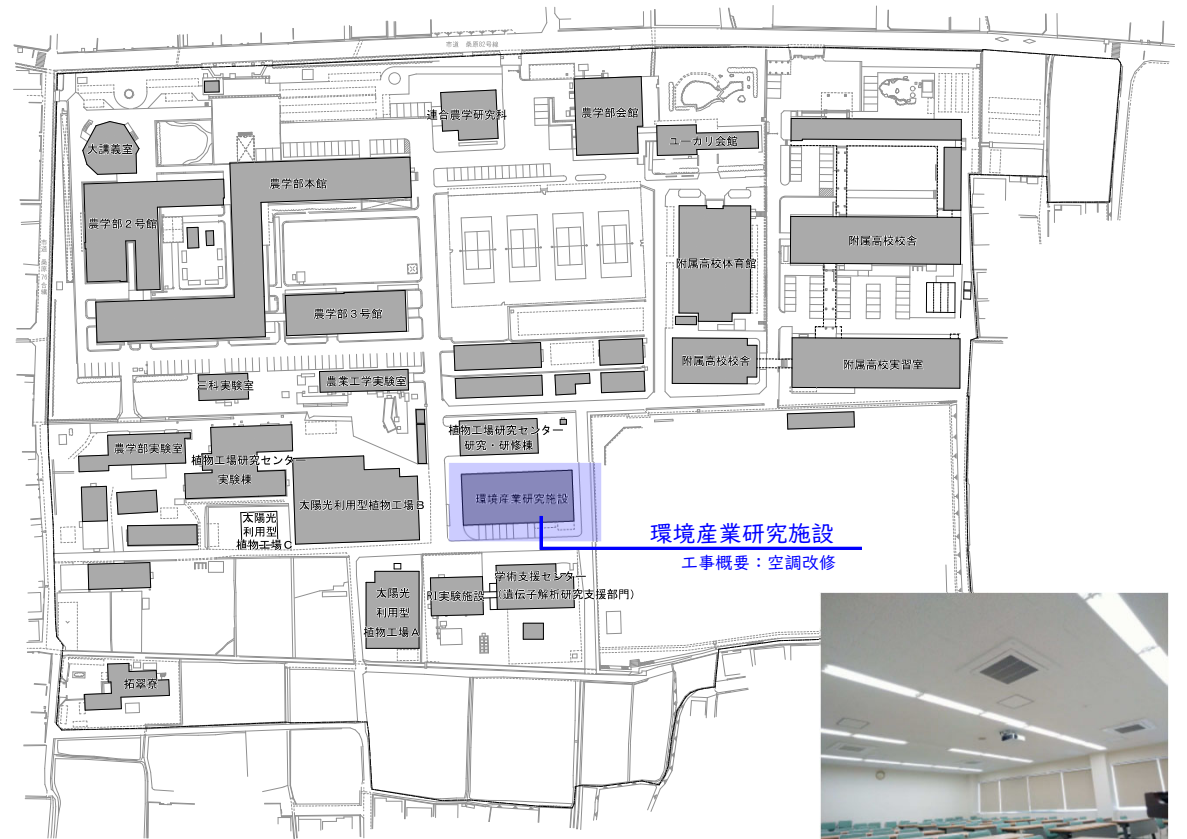 市道 桑原82号線
連合農学研究科
農学部会館
ユーカリ会館
大講義室
農学部本館
農学部2号館
附属高校校舎
附属高校体育館
農学部3号館
附属高校校舎
附属高校実習室
三科実験室
農業工学実験室
植物工場研究センター
研究・研修棟
農学部実験室
植物工場研究センター
実験棟
太陽光利用型植物工場B
環境産業研究施設
太陽光
利用型
植物工場C
環境産業研究施設
工事概要:空調改修
太陽光
利用型
植物工場A
RI実験施設
学術支援センター
(遺伝子解析研究支援部門)
拓翠寮